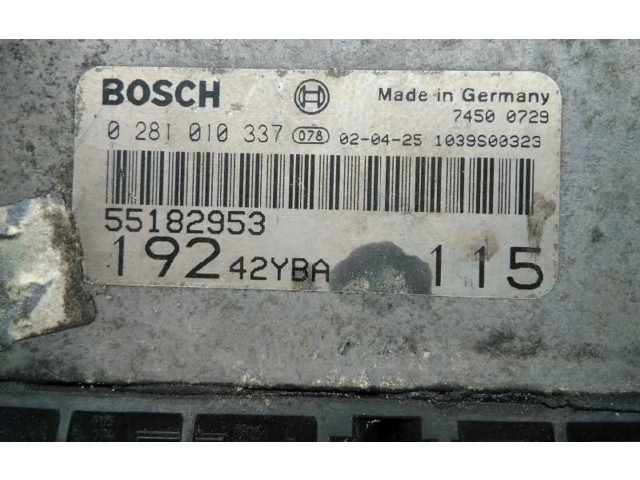 BOSCH Made in Germany
7450 0729
0 281 010 337 078 02-04-25 1039S00323
55182953
192 42YBA 115